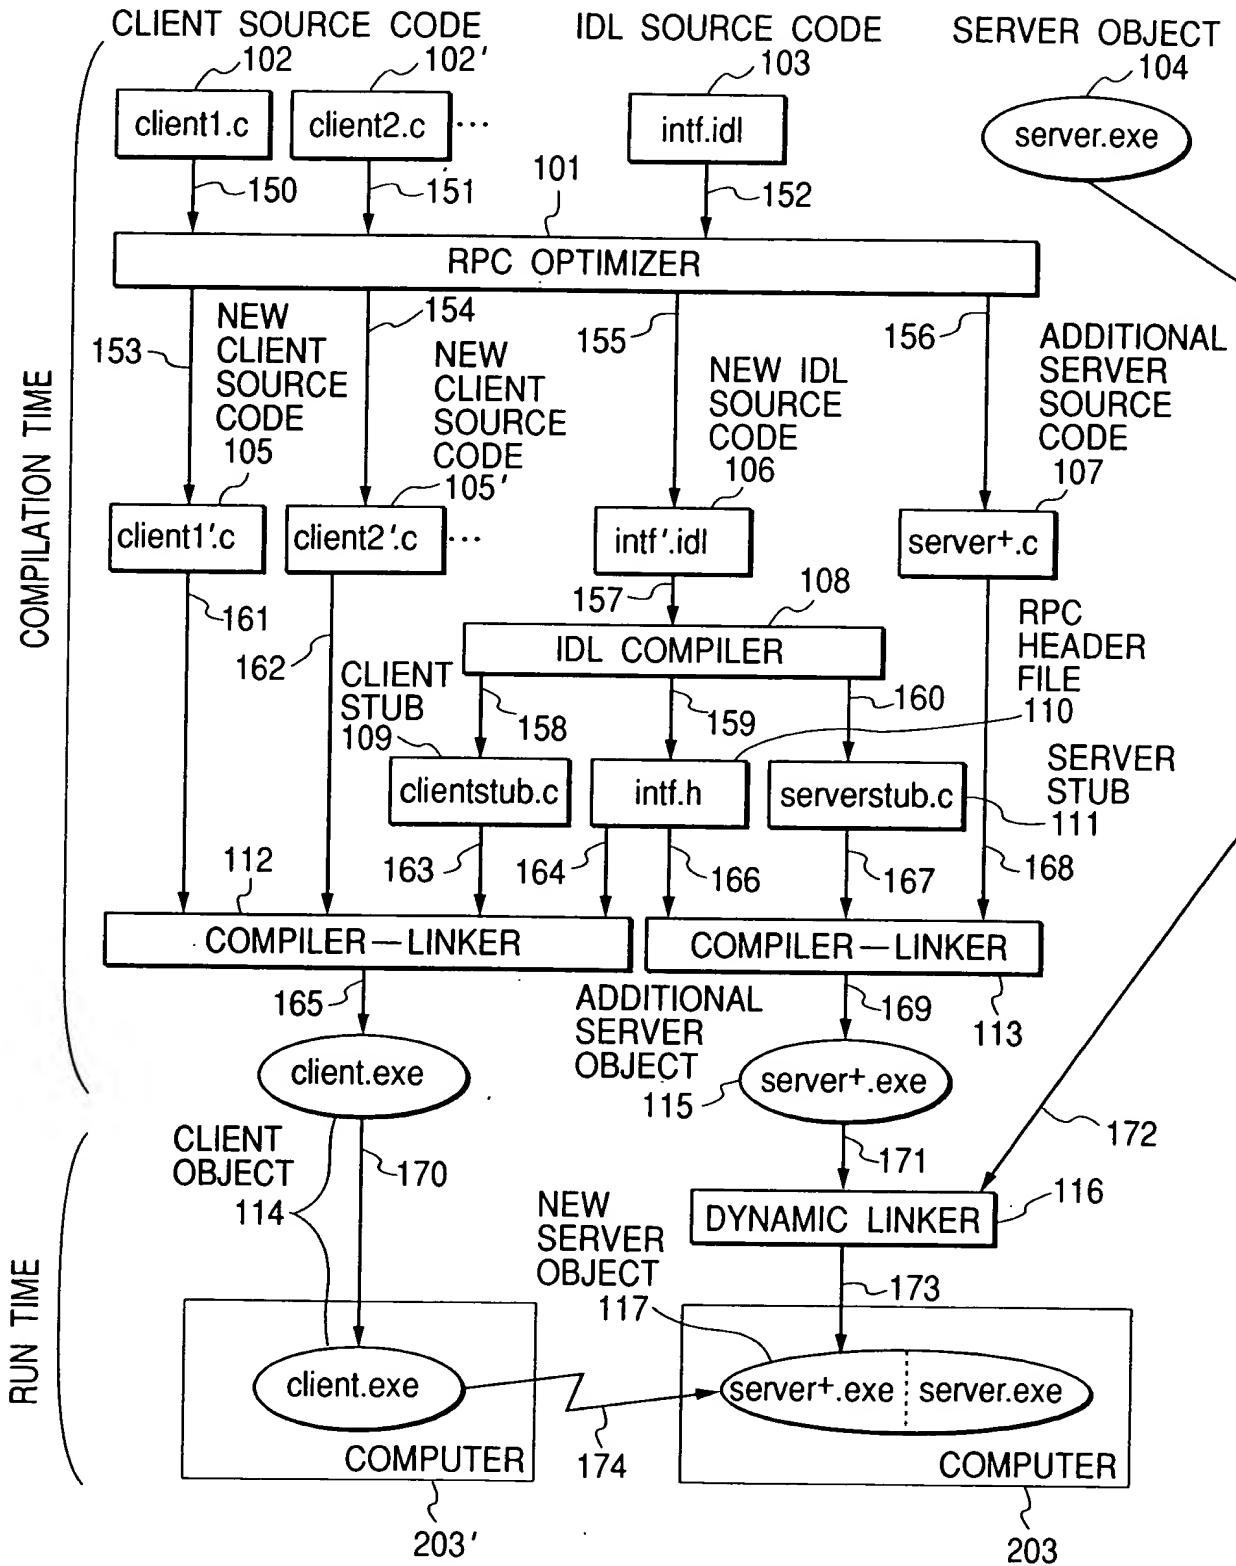 CLIENT SOURCE CODE
IDL SOURCE CODE
SERVER OBJECT
102
102'
103
104
client1.c
client2.c
...
intf.idl
server.exe
150
151
101
152
RPC OPTIMIZER
153
NEW
CLIENT
SOURCE
CODE
105
154
NEW
CLIENT
SOURCE
CODE
105'
155
NEW IDL
SOURCE
CODE
106
156
ADDITIONAL
SERVER
SOURCE
CODE
107
client1'.c
client2'.c
...
intf'.idl
server+.c
COMPILATION TIME
161
162
157
108
IDL COMPILER
RPC
HEADER
FILE
110
CLIENT
STUB
109
158
159
160
clientstub.c
intf.h
serverstub.c
SERVER
STUB
111
112
163
164
166
167
168
COMPILER—LINKER
COMPILER—LINKER
165
ADDITIONAL
SERVER
OBJECT
115
169
113
client.exe
server+.exe
CLIENT
OBJECT
114
170
171
172
DYNAMIC LINKER
116
NEW
SERVER
OBJECT
117
173
RUN TIME
client.exe
server+.exe
server.exe
COMPUTER
174
COMPUTER
203'
203